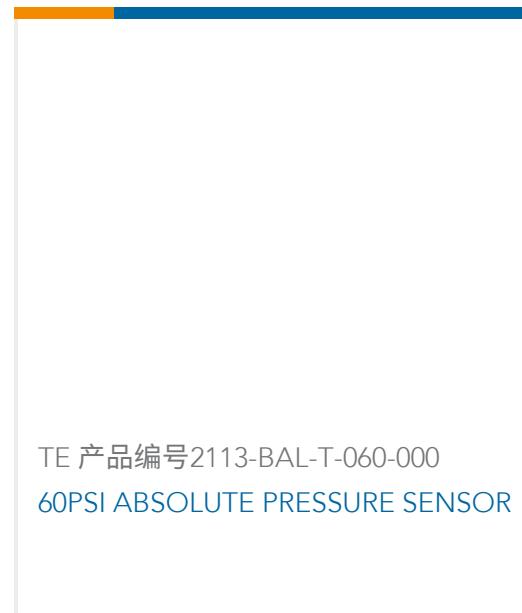 TE 产品编号2113-BAL-T-060-000
60PSI ABSOLUTE PRESSURE SENSOR